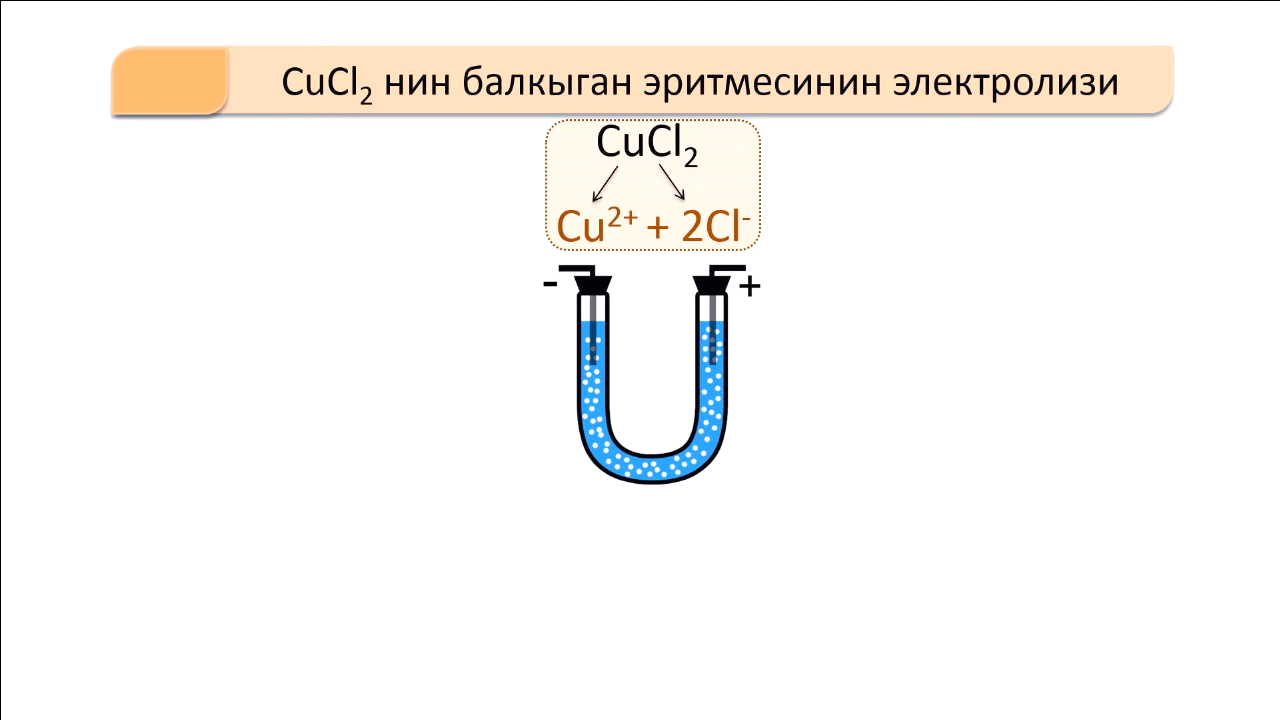 CuCl₂ нин балкыган эритмесинин электролизи
CuCl₂
Cu²⁺ + 2Cl⁻
- +